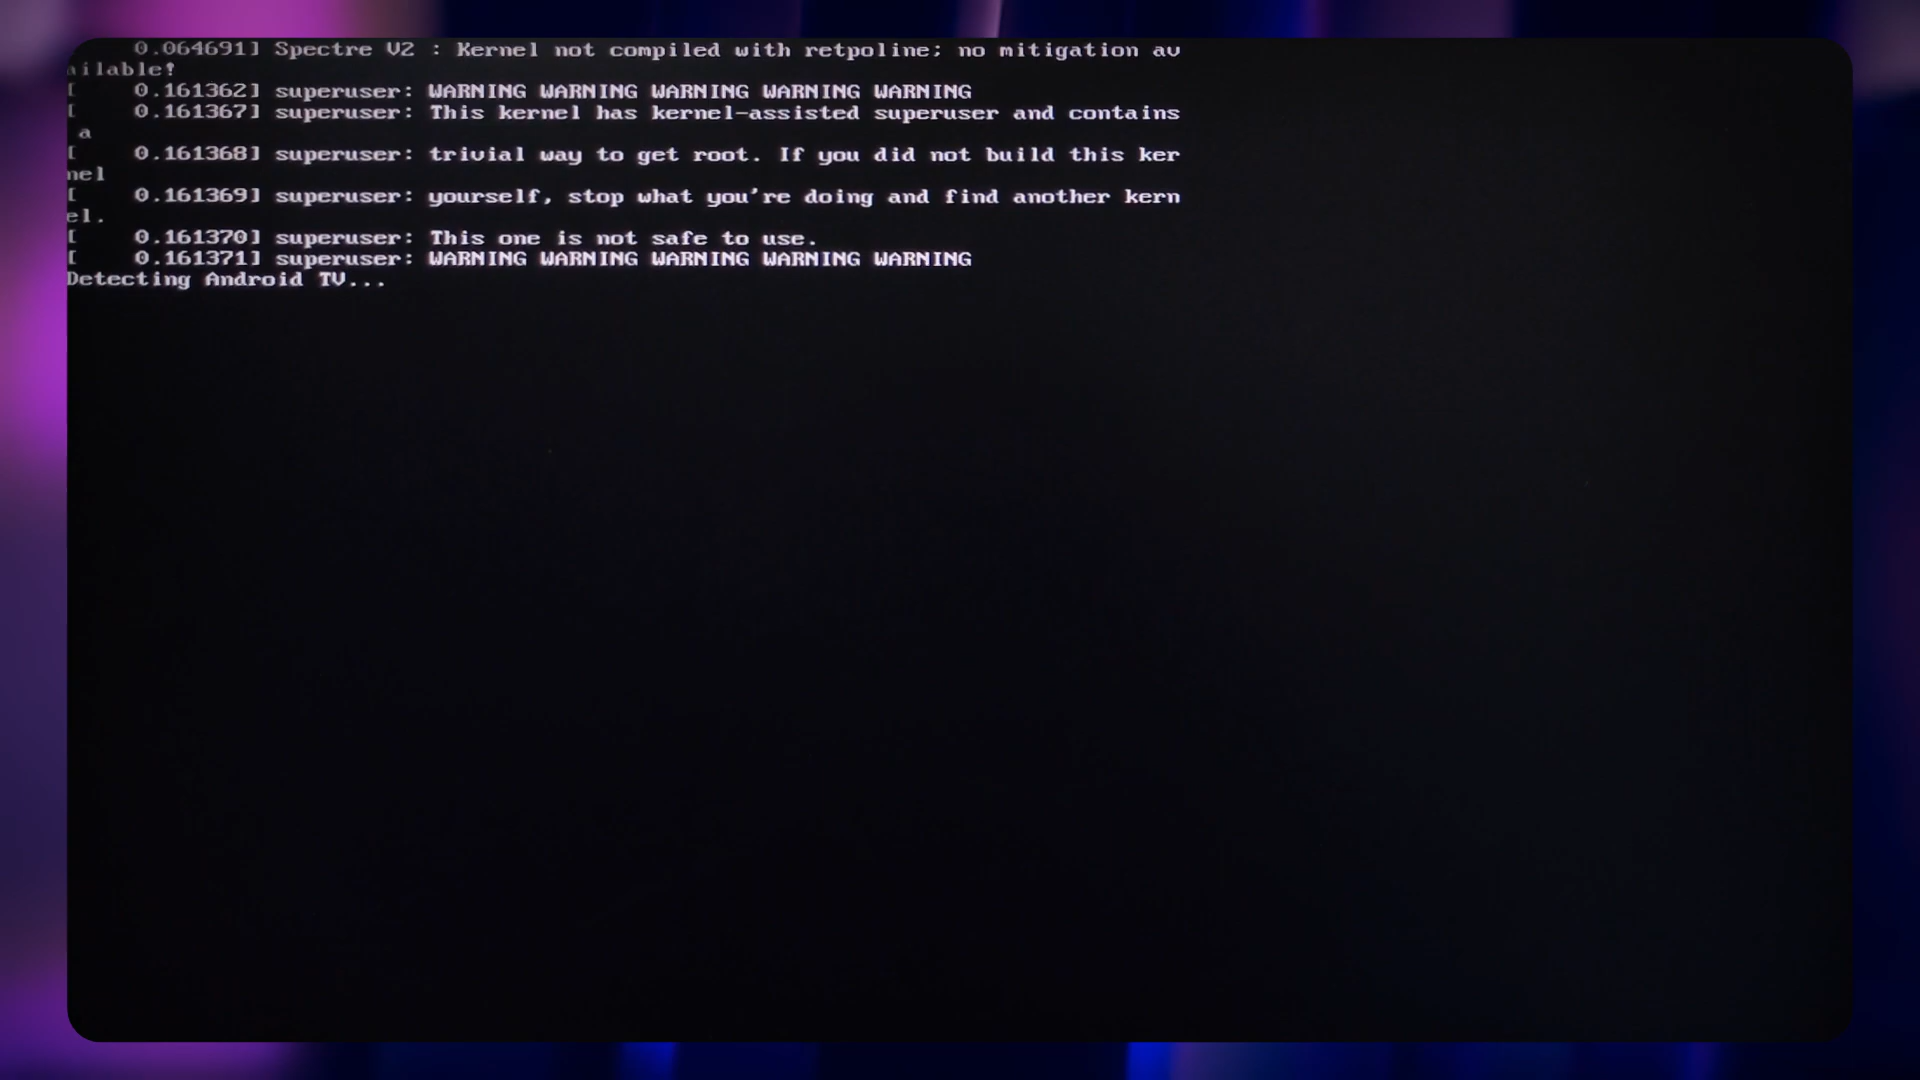 0.064691] Spectre V2 : Kernel not compiled with retpoline; no mitigation av
ailable!
[    0.161362] superuser: WARNING WARNING WARNING WARNING WARNING
[    0.161367] superuser: This kernel has kernel-assisted superuser and contains
 a
[    0.161368] superuser: trivial way to get root. If you did not build this ker
nel
[    0.161369] superuser: yourself, stop what you're doing and find another kern
el.
[    0.161370] superuser: This one is not safe to use.
[    0.161371] superuser: WARNING WARNING WARNING WARNING WARNING
Detecting Android TV...